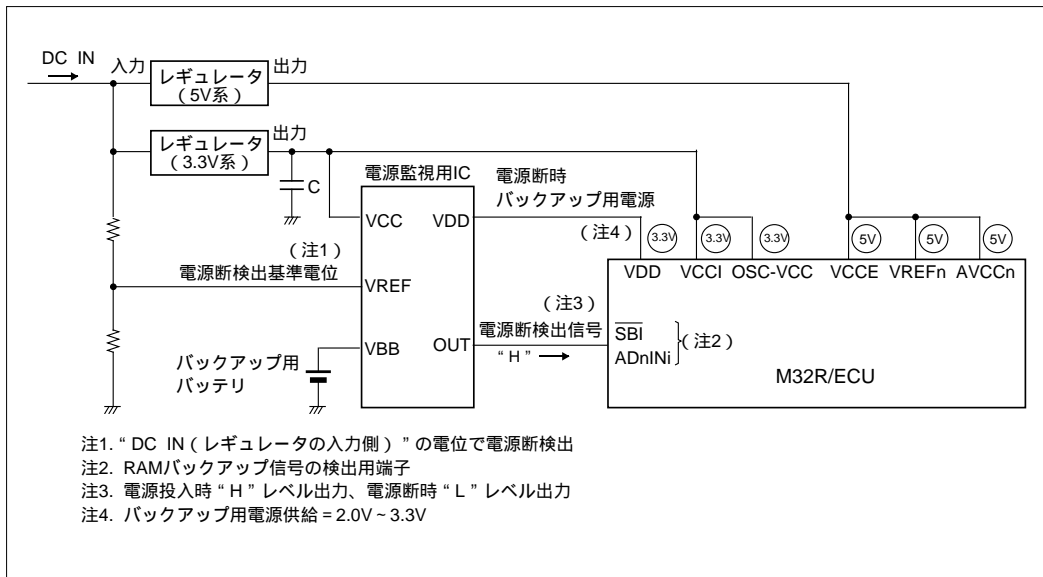 DC IN
入力
レギュレータ
（5V系）
出力
レギュレータ
（3.3V系）
出力
C
電源監視用IC
VCC
VDD
VREF
VBB
OUT
（注1）
電源断検出基準電位
バックアップ用
バッテリ
電源断時
バックアップ用電源
（注4）
3.3V
3.3V
3.3V
5V
5V
5V
VDD
VCCI
OSC-VCC
VCCE
VREFn
AVCCn
（注3）
電源断検出信号
“ H ”
SBI
ADnINi
（注2）
M32R/ECU
注1. “ DC IN（レギュレータの入力側）” の電位で電源断検出
注2. RAMバックアップ信号の検出用端子
注3. 電源投入時 “ H ” レベル出力、電源断時 “ L ” レベル出力
注4. バックアップ用電源供給 = 2.0V ~ 3.3V